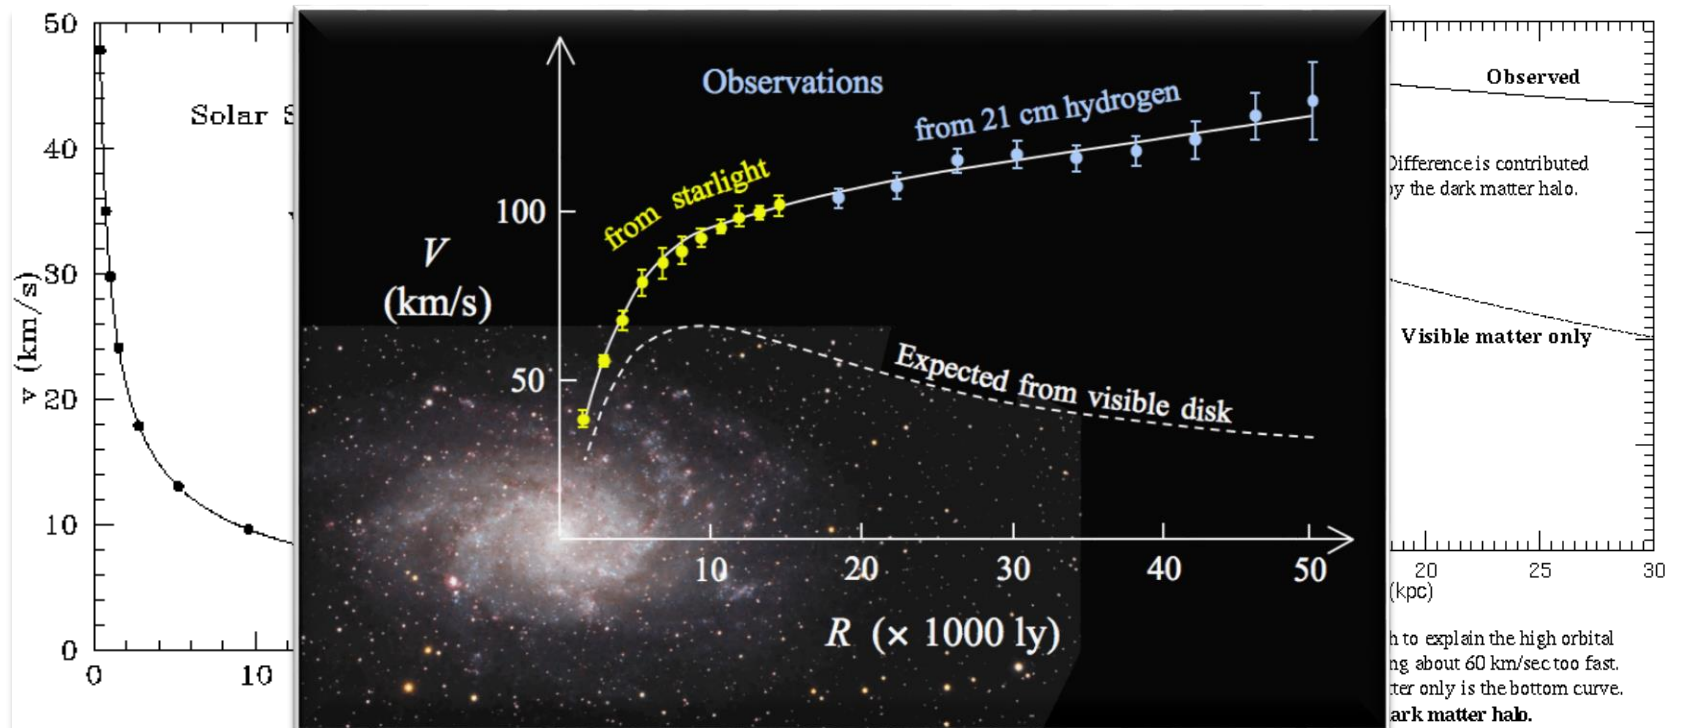 50
40
30
20
10
0
v (km/s)
Solar
0
10
Observations
from 21 cm hydrogen
from starlight
100
50
V
(km/s)
Expected from visible disk
10
20
30
40
50
R (× 1000 ly)
Observed
Difference is contributed
by the dark matter halo.
Visible matter only
20
25
30
(kpc)
to explain the high orbital
about 60 km/sec too fast.
only is the bottom curve.
dark matter halo.